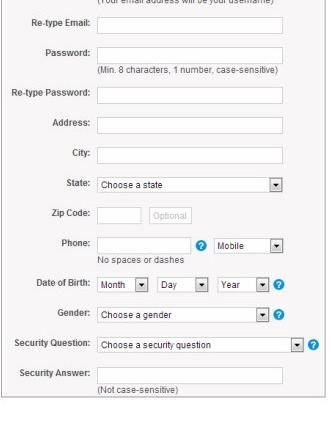 (Your email address will be your username)
Re-type Email:
Password:
(Min. 8 characters, 1 number, case-sensitive)
Re-type Password:
Address:
City:
State: Choose a state
Zip Code: Optional
Phone: ? Mobile
No spaces or dashes
Date of Birth: Month Day Year ?
Gender: Choose a gender ?
Security Question: Choose a security question ?
Security Answer:
(Not case-sensitive)